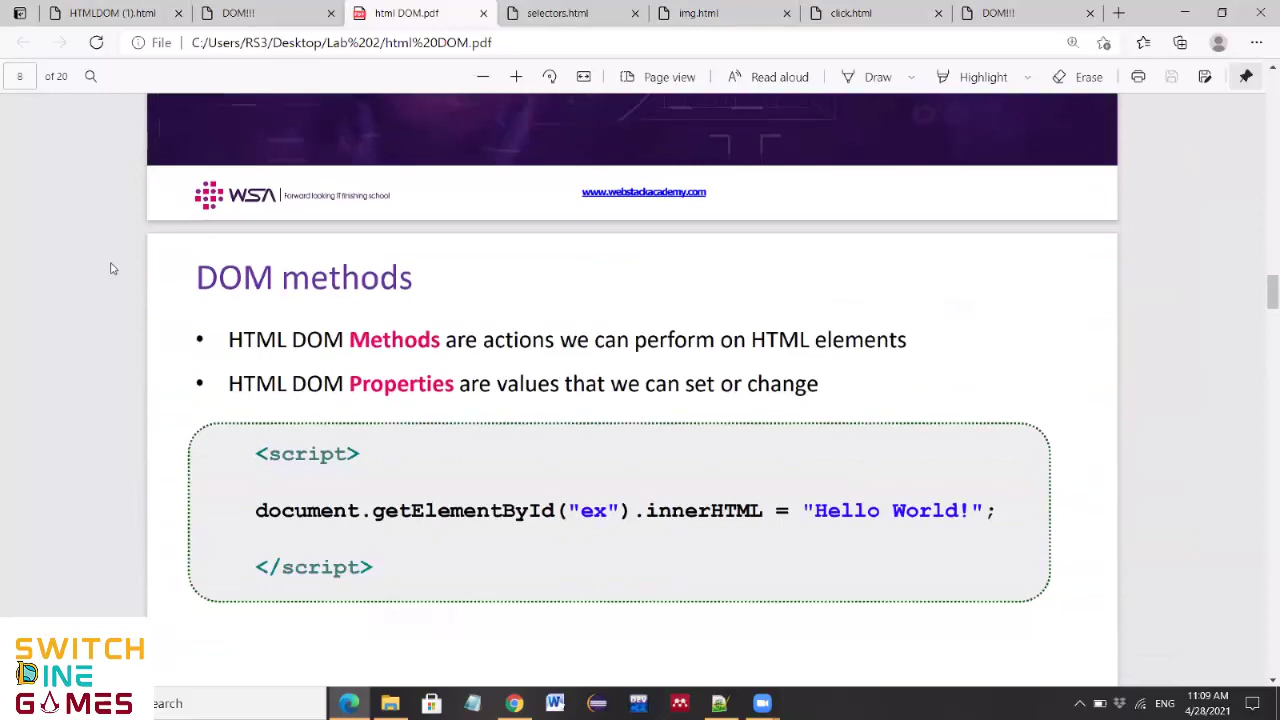 HTMLDOM (1).html
DOM!!!
html DOM.pdf
selectors.html
img.html
clicktml
DOM!!!
File
C:/Users/RS3/Desktop/Lab%202/html%20DOM.pdf
8 of 20
Page view
Read aloud
Draw
Highlight
Erase
WSA Forward looking IT finishing school
www.webstackacademy.com
DOM methods
• HTML DOM Methods are actions we can perform on HTML elements
• HTML DOM Properties are values that we can set or change
<script>
document.getElementById("ex").innerHTML = "Hello World!";
</script>
SWITCH
DINE
GAMES
earch
ENG
11:09 AM
4/28/2021